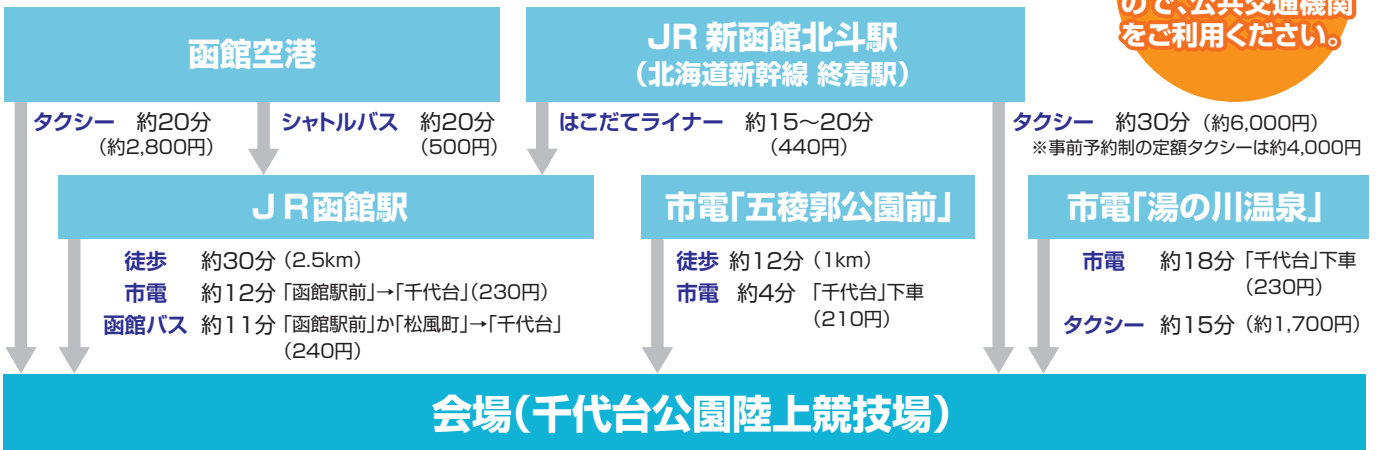 ので、公共交通機関
をご利用ください。
函館空港
JR 新函館北斗駅
（北海道新幹線 終着駅）
タクシー 約20分
（約2,800円）
シャトルバス 約20分
（500円）
はこだてライナー 約15〜20分
（440円）
タクシー 約30分（約6,000円）
※事前予約制の定額タクシーは約4,000円
ＪＲ函館駅
徒歩 約30分（2.5km）
市電 約12分「函館駅前」→「千代台」（230円）
函館バス 約11分「函館駅前」か「松風町」→「千代台」
（240円）
市電「五稜郭公園前」
徒歩 約12分（1km）
市電 約4分 「千代台」下車
（210円）
市電「湯の川温泉」
市電 約18分「千代台」下車
（230円）
タクシー 約15分（約1,700円）
会場（千代台公園陸上競技場）